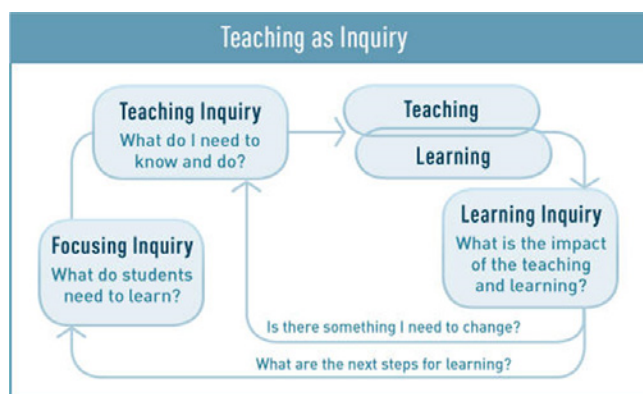 Teaching as Inquiry
Teaching Inquiry
What do I need to
know and do?
Teaching
Learning
Focusing Inquiry
What do students
need to learn?
Learning Inquiry
What is the impact
of the teaching
and learning?
Is there something I need to change?
What are the next steps for learning?